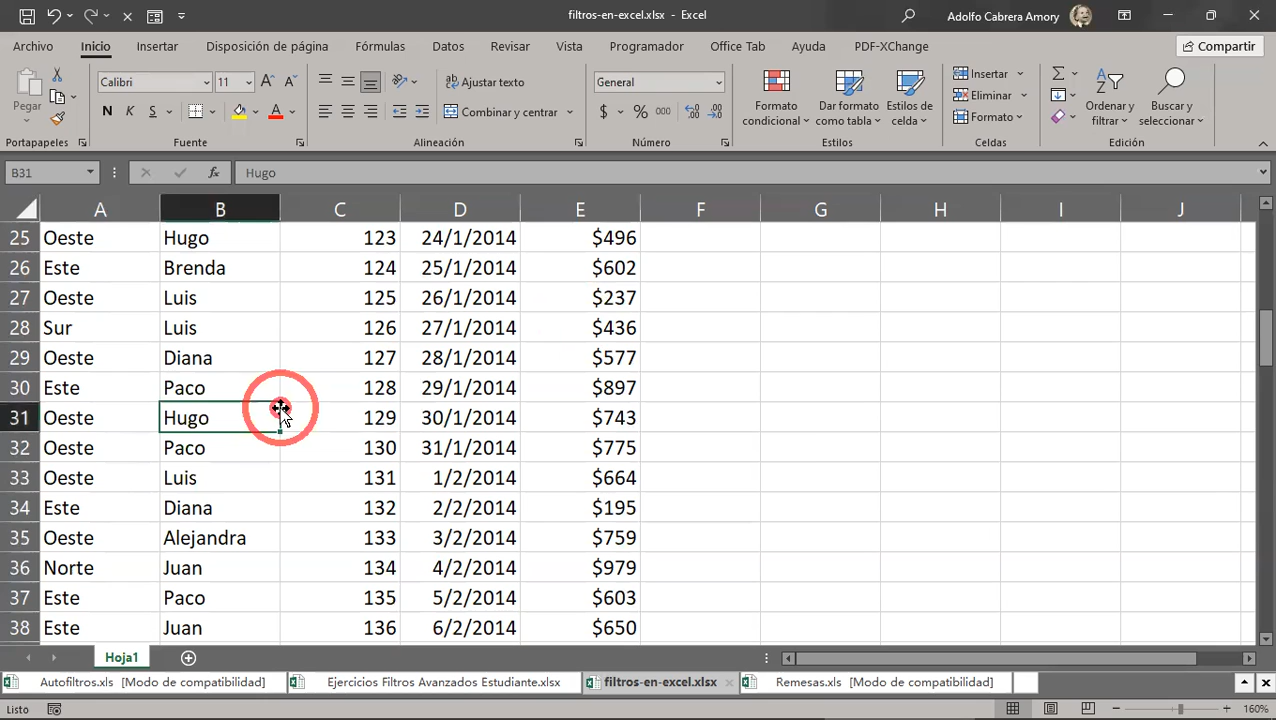 filtros-en-excel.xlsx - Excel
Adolfo Cabrera Amory
Archivo Inicio Insertar Disposición de página Fórmulas Datos Revisar Vista Programador Office Tab Ayuda PDF-XChange Compartir
Pegar
Portapapeles
Calibri 11
N K S
Fuente
Ajustar texto
Combinar y centrar
Alineación
General
$ % 000
Número
Formato condicional
Dar formato como tabla
Estilos de celda
Estilos
Insertar
Eliminar
Formato
Celdas
Ordenar y filtrar
Buscar y seleccionar
Edición
B31 fx Hugo
A B C D E F G H I J
25 Oeste Hugo 123 24/1/2014 $496
26 Este Brenda 124 25/1/2014 $602
27 Oeste Luis 125 26/1/2014 $237
28 Sur Luis 126 27/1/2014 $436
29 Oeste Diana 127 28/1/2014 $577
30 Este Paco 128 29/1/2014 $897
31 Oeste Hugo 129 30/1/2014 $743
32 Oeste Paco 130 31/1/2014 $775
33 Oeste Luis 131 1/2/2014 $664
34 Este Diana 132 2/2/2014 $195
35 Oeste Alejandra 133 3/2/2014 $759
36 Norte Juan 134 4/2/2014 $979
37 Este Paco 135 5/2/2014 $603
38 Este Juan 136 6/2/2014 $650
Hoja1
Autofiltros.xls [Modo de compatibilidad] Ejercicios Filtros Avanzados Estudiante.xlsx filtros-en-excel.xlsx Remesas.xls [Modo de compatibilidad]
Listo 160%